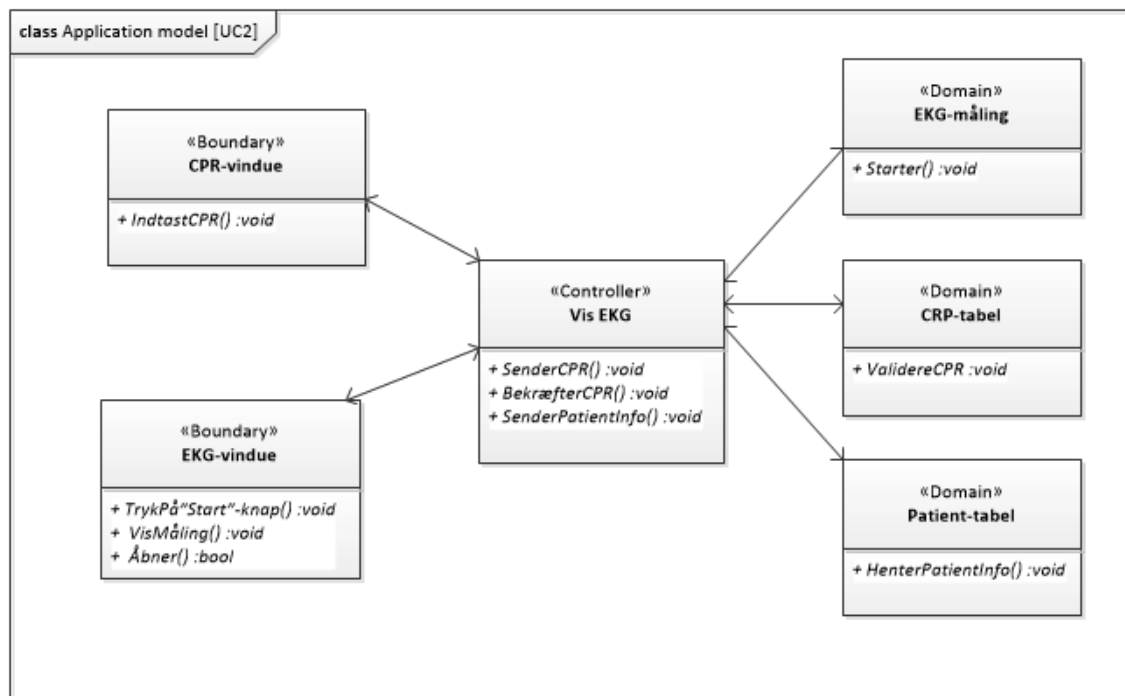 class Application model [UC2]
«Boundary»
CPR-vindue
+ IndtastCPR() :void
«Boundary»
EKG-vindue
+ TrykPå"Start"-knap() :void
+ VisMåling() :void
+ Åbner() :bool
«Controller»
Vis EKG
+ SenderCPR() :void
+ BekræfterCPR() :void
+ SenderPatientInfo() :void
«Domain»
EKG-måling
+ Starter() :void
«Domain»
CRP-tabel
+ ValidereCPR :void
«Domain»
Patient-tabel
+ HenterPatientInfo() :void